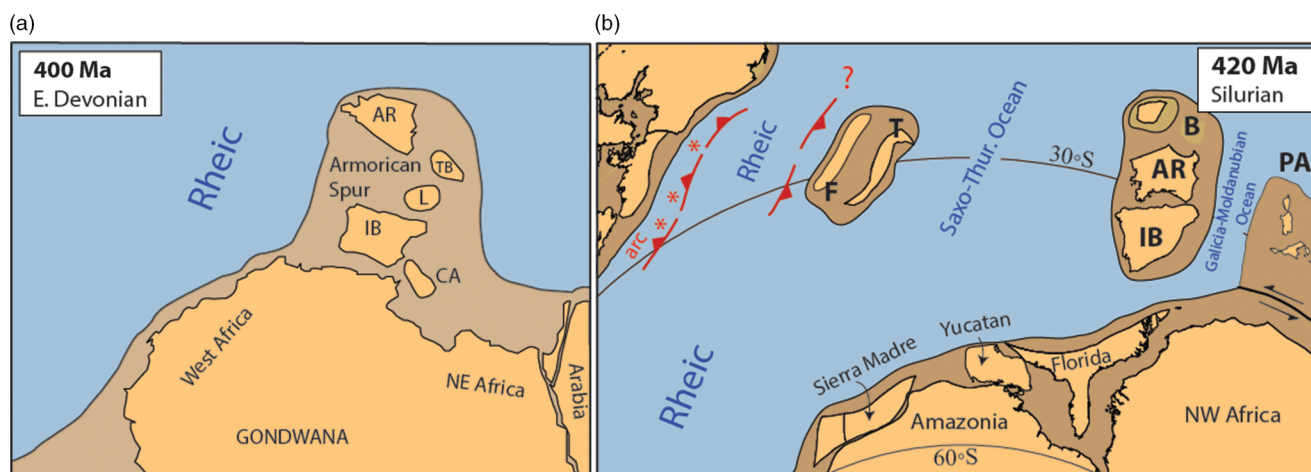 (a)
(b)
400 Ma
E. Devonian
AR
Armorican
Spur
TB
L
IB
CA
Rheic
West Africa
NE Africa
Arabia
GONDWANA
420 Ma
Silurian
?
Rheic
*
*
*
arc
F
T
Saxo-Thur. Ocean
30°S
B
AR
IB
Galicia-Moldanubian
Ocean
PA
Rheic
Sierra Madre
Yucatan
Florida
Amazonia
NW Africa
60°S